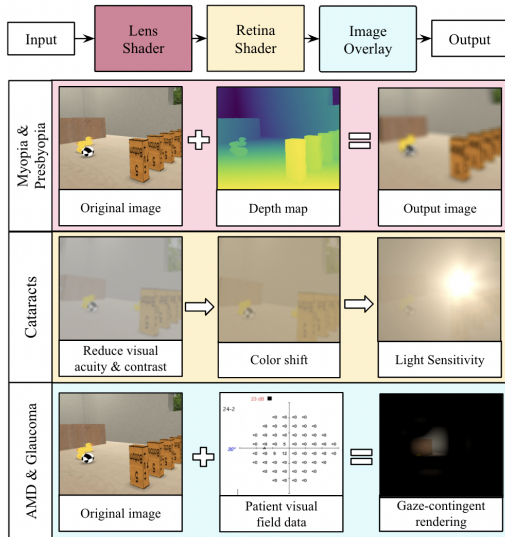 Input
Lens
Shader
Retina
Shader
Image
Overlay
Output
Myopia &
Presbyopia
Original image
Depth map
Output image
Cataracts
Reduce visual
acuity & contrast
Color shift
Light Sensitivity
AMD & Glaucoma
Original image
24-2
30°
Patient visual
field data
Gaze-contingent
rendering